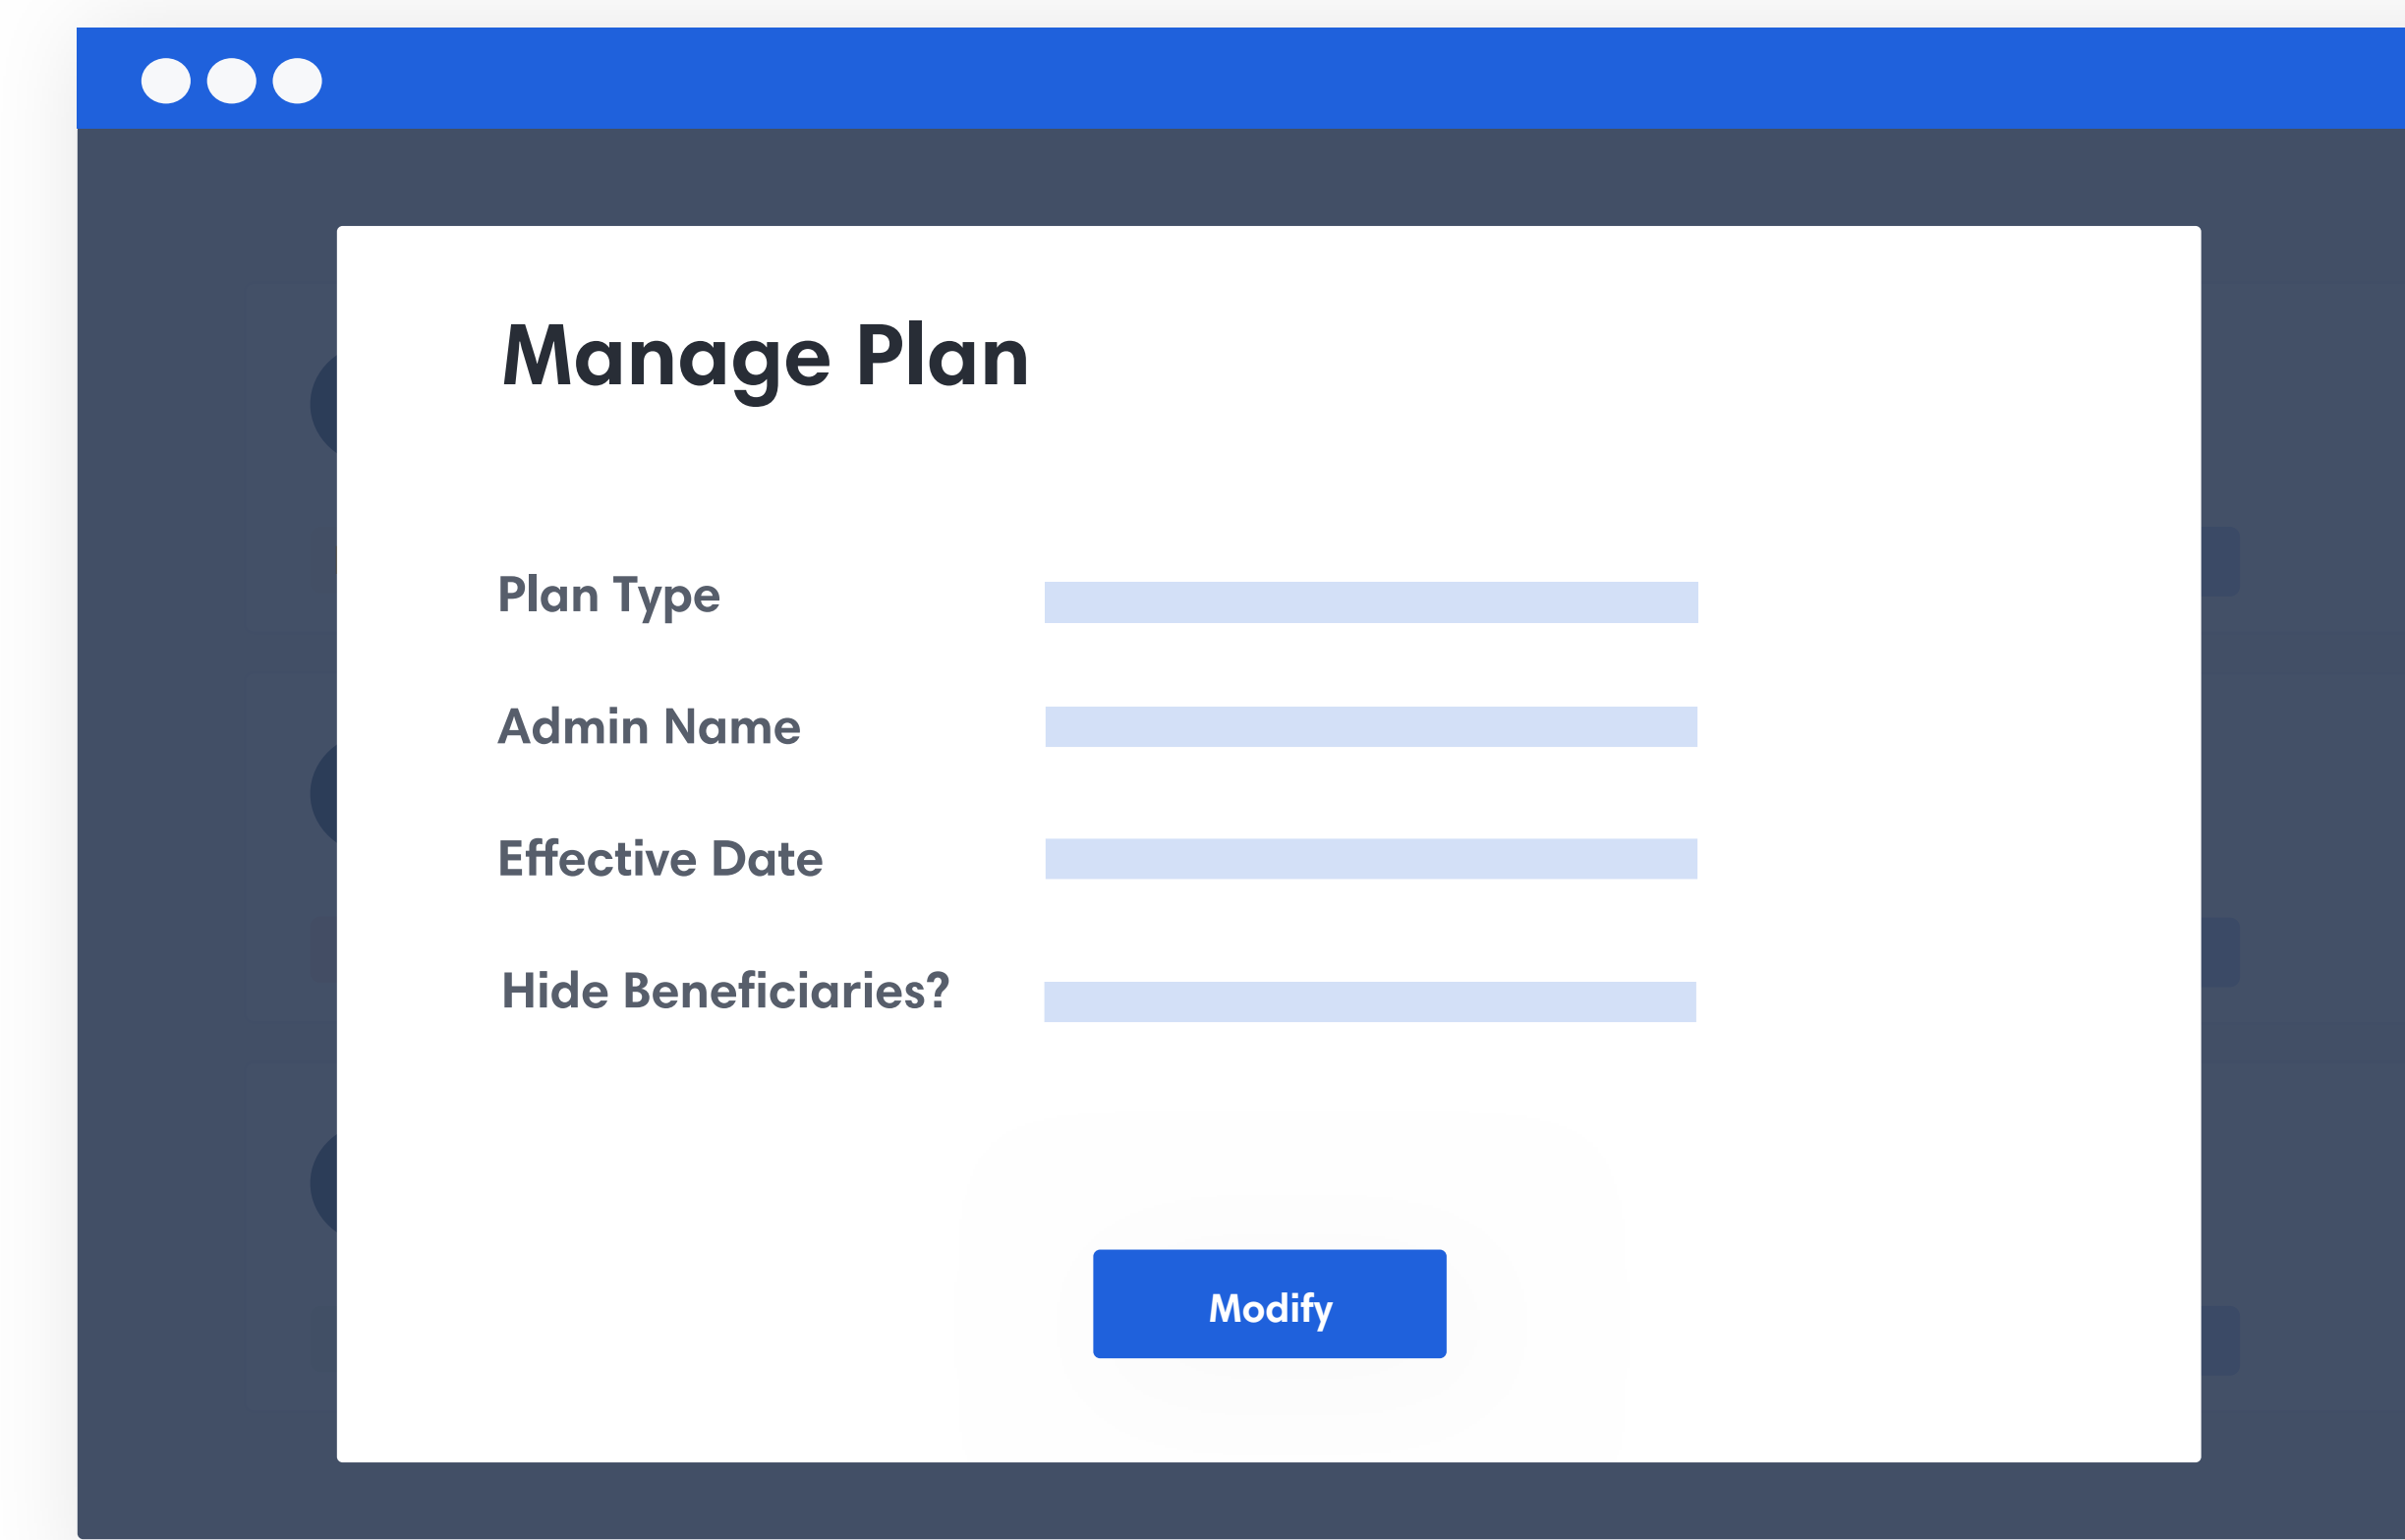 Manage Plan
Plan Type
Admin Name
Effective Date
Hide Beneficiaries?
Modify